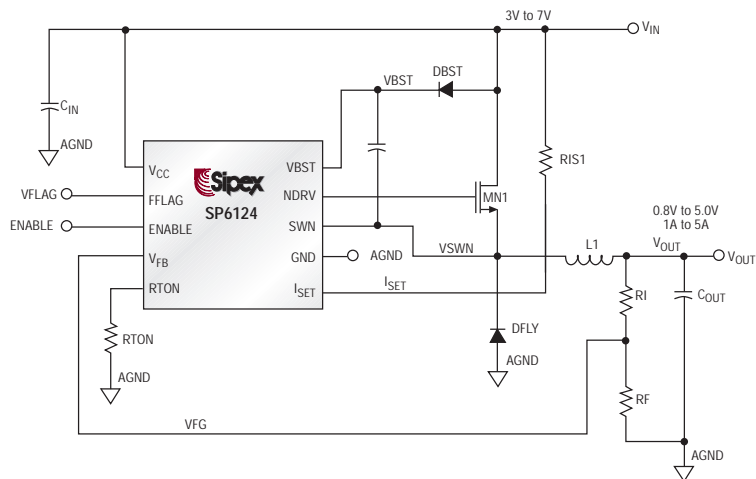 3V to 7V
VIN
CIN
AGND
VBST
DBST
RIS1
VCC
VBST
Sipex
SP6124
VFLAG
FFLAG
NDRV
MN1
ENABLE
ENABLE
SWN
VSWN
L1
0.8V to 5.0V
1A to 5A
VOUT
VOUT
VFB
GND
AGND
RTON
ISET
ISET
RI
COUT
RTON
DFLY
AGND
AGND
RF
VFG
AGND